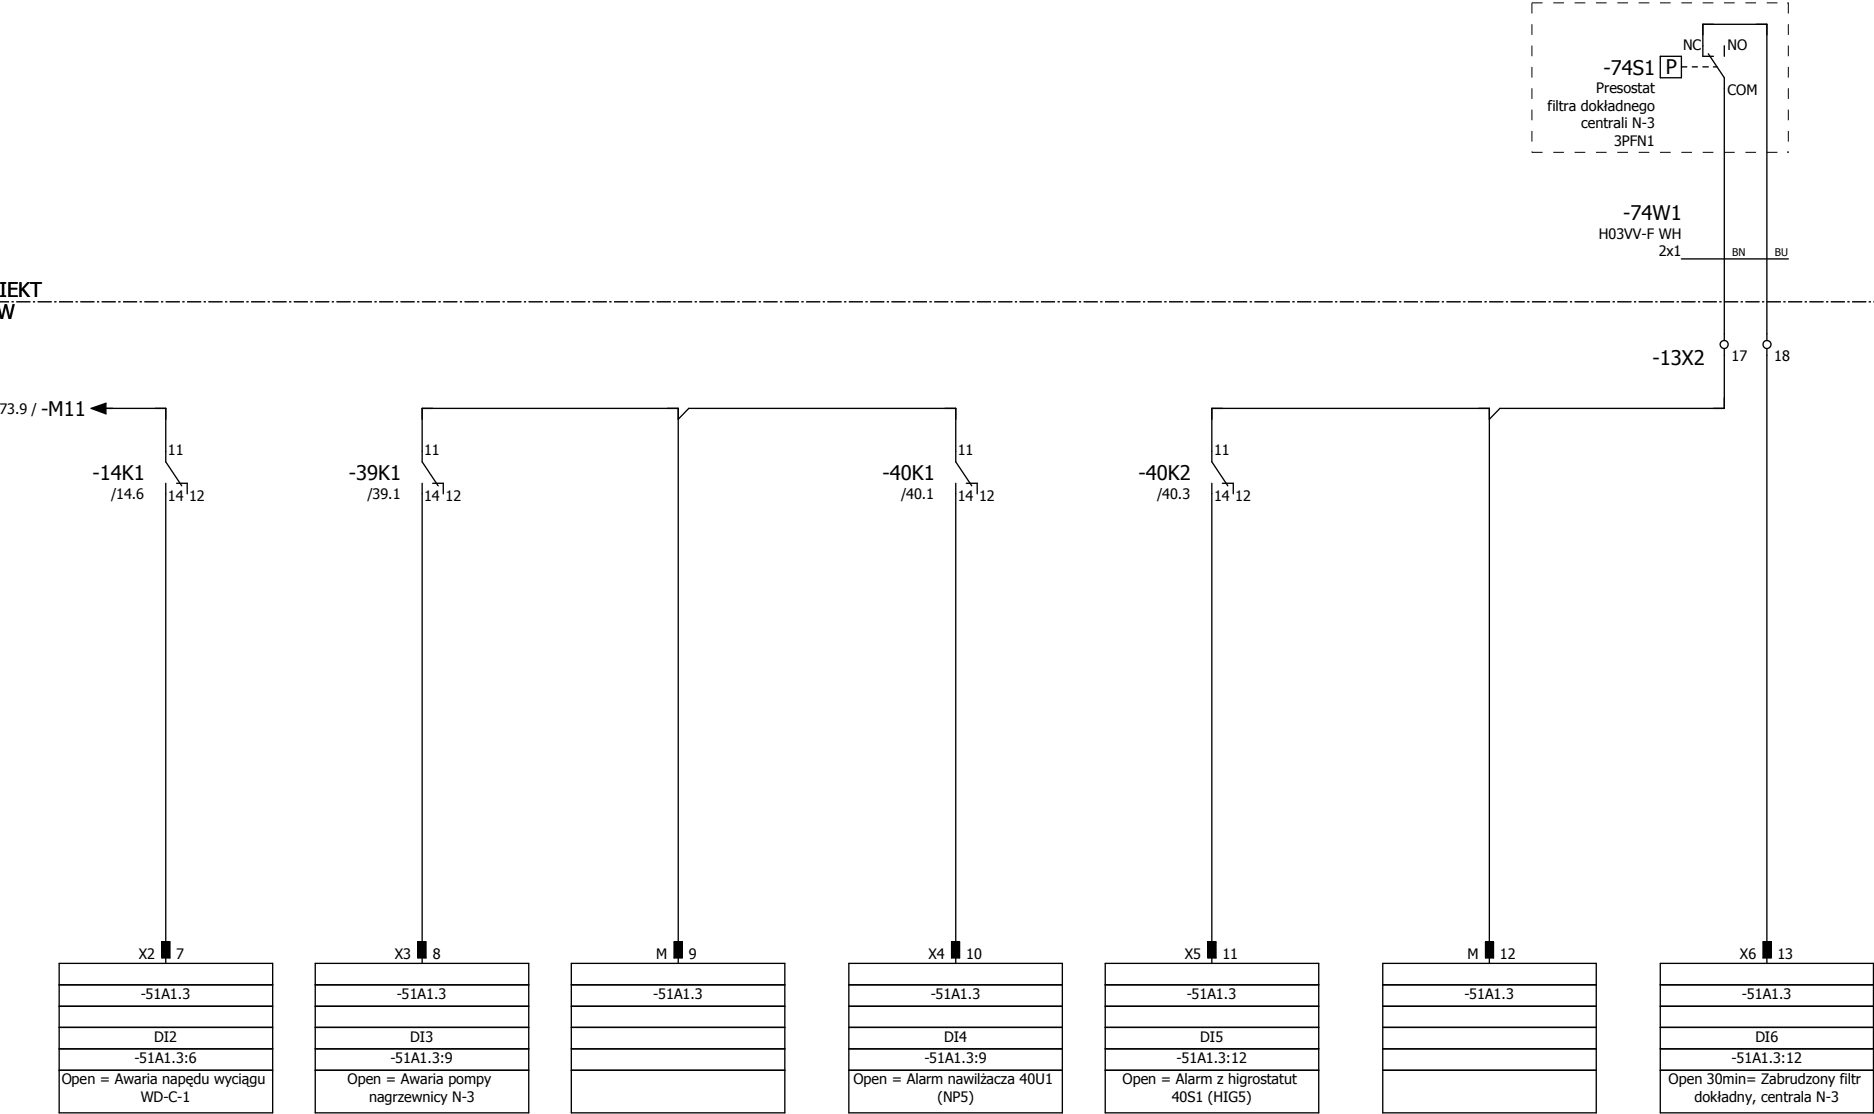 NC
NO
-74S1
P
COM
Presostat
filtra dokładnego
centrali N-3
3PFN1
-74W1
H03VV-F WH
2x1
BN
BU
IEKT
W
-13X2
17
18
73.9 / -M11
11
-14K1
/14.6
14
12
11
-39K1
/39.1
14
12
11
-40K1
/40.1
14
12
11
-40K2
/40.3
14
12
X2
7
-51A1.3
DI2
-51A1.3:6
Open = Awaria napędu wyciągu
WD-C-1
X3
8
-51A1.3
DI3
-51A1.3:9
Open = Awaria pompy
nagrzewnicy N-3
M
9
-51A1.3
X4
10
-51A1.3
DI4
-51A1.3:9
Open = Alarm nawilżacza 40U1
(NP5)
X5
11
-51A1.3
DI5
-51A1.3:12
Open = Alarm z higrostatut
40S1 (HIG5)
M
12
-51A1.3
X6
13
-51A1.3
DI6
-51A1.3:12
Open 30min= Zabrudzony filtr
dokładny, centrala N-3